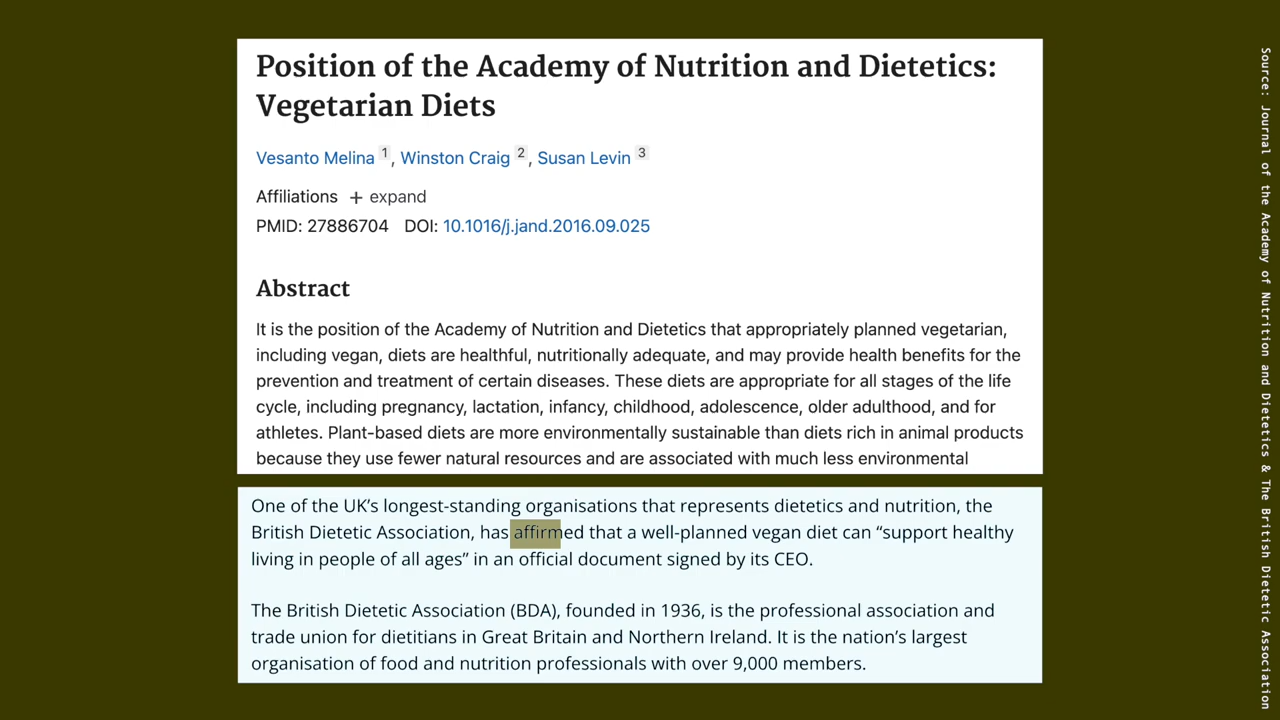 Position of the Academy of Nutrition and Dietetics:
Vegetarian Diets
Vesanto Melina 1, Winston Craig 2, Susan Levin 3
Affiliations + expand
PMID: 27886704 DOI: 10.1016/j.jand.2016.09.025
Abstract
It is the position of the Academy of Nutrition and Dietetics that appropriately planned vegetarian,
including vegan, diets are healthful, nutritionally adequate, and may provide health benefits for the
prevention and treatment of certain diseases. These diets are appropriate for all stages of the life
cycle, including pregnancy, lactation, infancy, childhood, adolescence, older adulthood, and for
athletes. Plant-based diets are more environmentally sustainable than diets rich in animal products
because they use fewer natural resources and are associated with much less environmental
One of the UK’s longest-standing organisations that represents dietetics and nutrition, the
British Dietetic Association, has affirmed that a well-planned vegan diet can “support healthy
living in people of all ages” in an official document signed by its CEO.
The British Dietetic Association (BDA), founded in 1936, is the professional association and
trade union for dietitians in Great Britain and Northern Ireland. It is the nation’s largest
organisation of food and nutrition professionals with over 9,000 members.
Source: Journal of the Academy of Nutrition and Dietetics & The British Dietetic Association